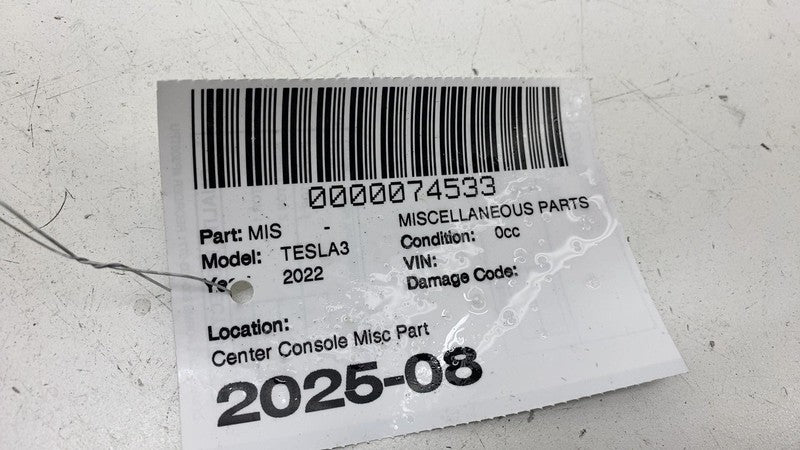 0000074533
Part: MIS - MISCELLANEOUS PARTS
Model: TESLA3 Condition: 0cc
2022 VIN:
Damage Code:
Location:
Center Console Misc Part
2025-08